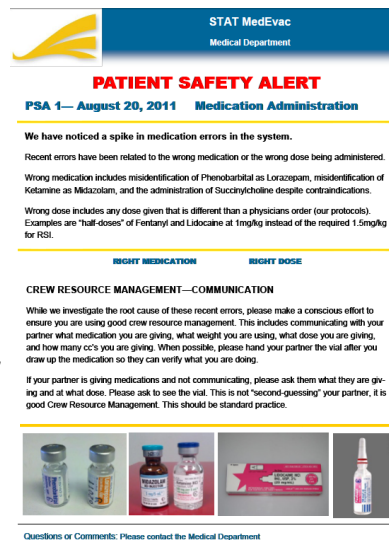 STAT MedEvac
Medical Department
PATIENT SAFETY ALERT
PSA 1— August 20, 2011 Medication Administration
We have noticed a spike in medication errors in the system.
Recent errors have been related to the wrong medication or the wrong dose being administered.
Wrong medication includes misidentification of Phenobarbital as Lorazepam, misidentification of
Ketamine as Midazolam, and the administration of Succinylcholine despite contraindications.
Wrong dose includes any dose given that is different than a physicians order (our protocols).
Examples are "half-doses" of Fentanyl and Lidocaine at 1mg/kg instead of the required 1.5mg/kg
for RSI.
RIGHT MEDICATION RIGHT DOSE
CREW RESOURCE MANAGEMENT—COMMUNICATION
While we investigate the root cause of these recent errors, please make a conscious effort to
ensure you are using good crew resource management. This includes communicating with your
partner what medication you are giving, what weight you are using, what dose you are giving,
and how many cc's you are giving. When possible, please hand your partner the vial after you
draw up the medication so they can verify what you are doing.
If your partner is giving medications and not communicating, please ask them what they are giv-
ing and at what dose. Please ask to see the vial. This is not "second-guessing" your partner, it is
good Crew Resource Management. This should be standard practice.
MIDAZOLAM
LIDOCAINE
Questions or Comments: Please contact the Medical Department